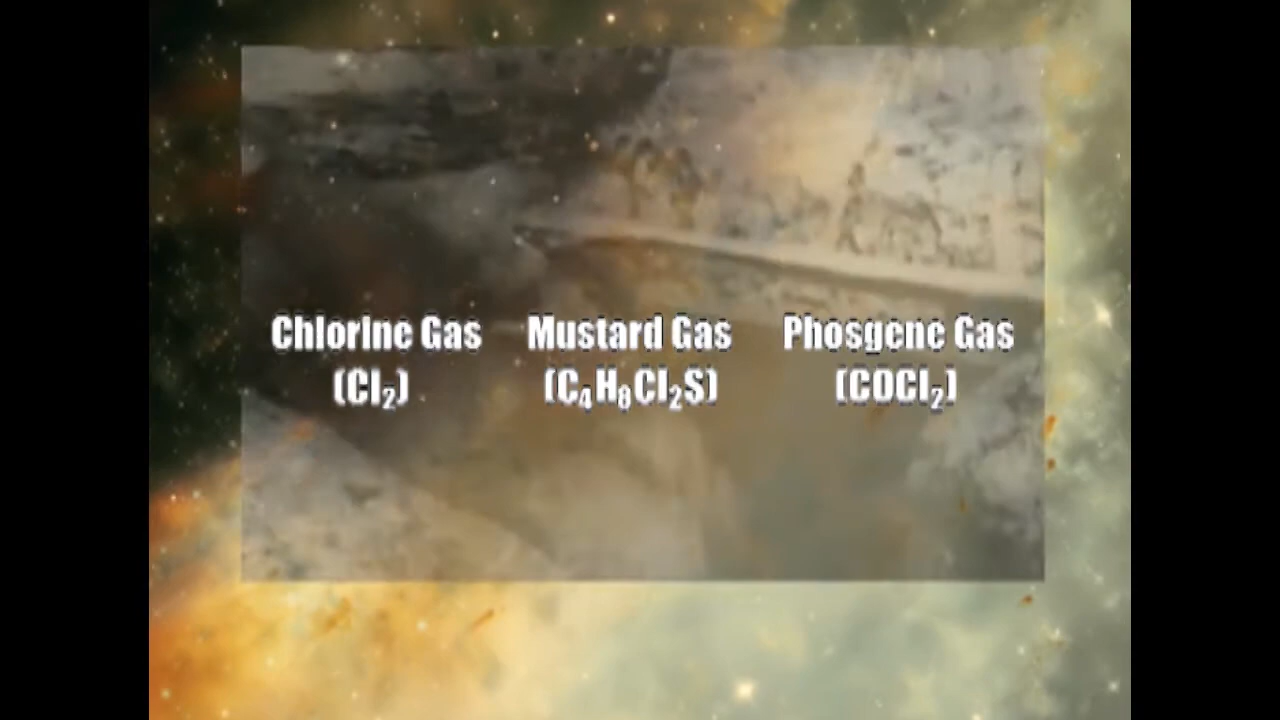 Chlorine Gas Mustard Gas Phosgene Gas
(Cl₂) (C₄H₈Cl₂S) (COCl₂)